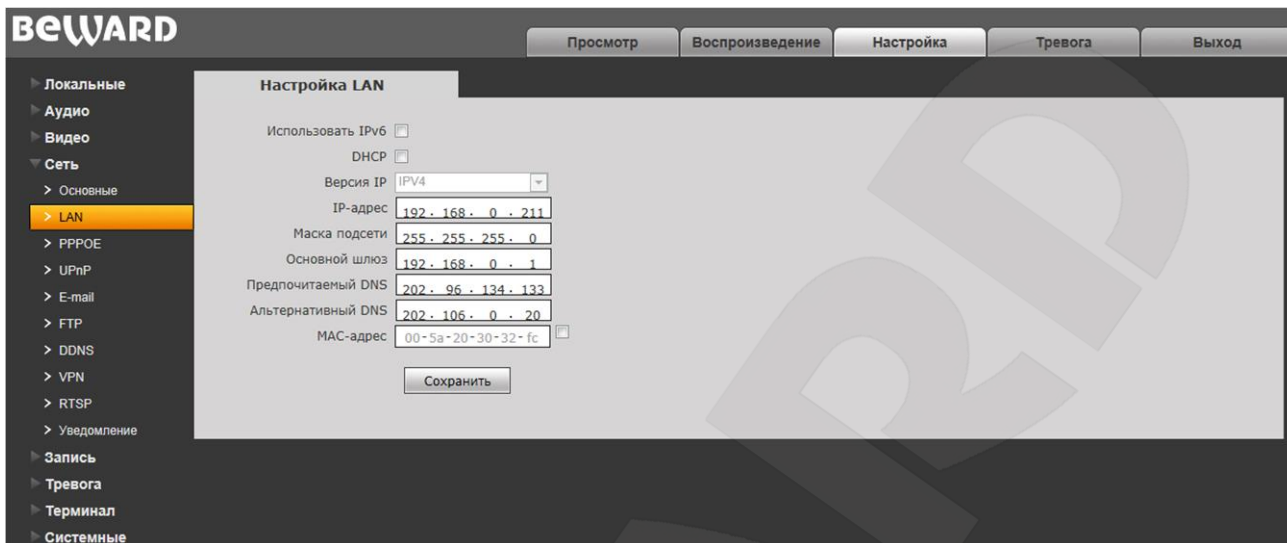 BEWARD
Просмотр Воспроизведение Настройка Тревога Выход
Локальные
Аудио
Видео
Сеть
Основные
LAN
PPPOE
UPnP
E-mail
FTP
DDNS
VPN
RTSP
Уведомление
Запись
Тревога
Терминал
Системные
Настройка LAN
Использовать IPv6
DHCP
Версия IP IPV4
IP-адрес 192. 168. 0 . 211
Маска подсети 255. 255. 255. 0
Основной шлюз 192. 168. 0 . 1
Предпочитаемый DNS 202. 96 . 134. 133
Альтернативный DNS 202. 106. 0 . 20
MAC-адрес 00-5a-20-30-32-fc
Сохранить